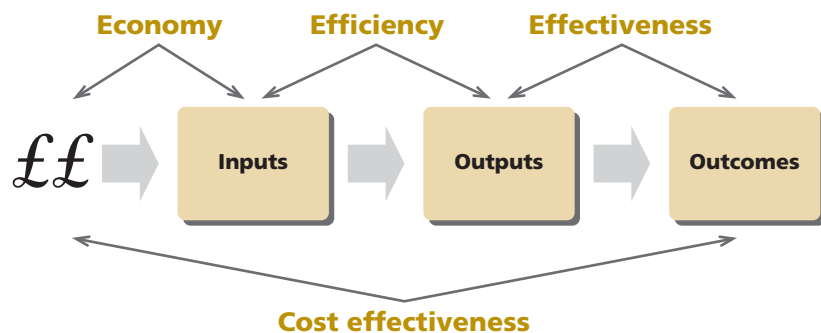 Economy Efficiency Effectiveness
££ Inputs Outputs Outcomes
Cost effectiveness